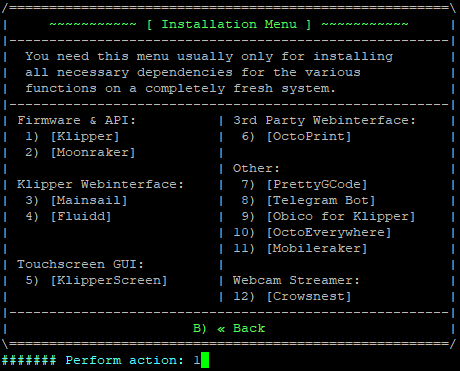 /=======================================================\
|     ~~~~~~~~~~~ [ Installation Menu ] ~~~~~~~~~~~     |
|-------------------------------------------------------|
|  You need this menu usually only for installing       |
|  all necessary dependencies for the various           |
|  functions on a completely fresh system.              |
|-------------------------------------------------------|
| Firmware & API:          | 3rd Party Webinterface:    |
|  1) [Klipper]            |  6) [OctoPrint]            |
|  2) [Moonraker]          |                            |
|                          | Other:                     |
| Klipper Webinterface:    |  7) [PrettyGCode]          |
|  3) [Mainsail]           |  8) [Telegram Bot]         |
|  4) [Fluidd]             |  9) [Obico for Klipper]    |
|                          | 10) [OctoEverywhere]       |
|                          | 11) [Mobileraker]          |
| Touchscreen GUI:         |                            |
|  5) [KlipperScreen]      | Webcam Streamer:           |
|                          | 12) [Crowsnest]            |
|-------------------------------------------------------|
|                       B) « Back                       |
\=======================================================/
####### Perform action: 1